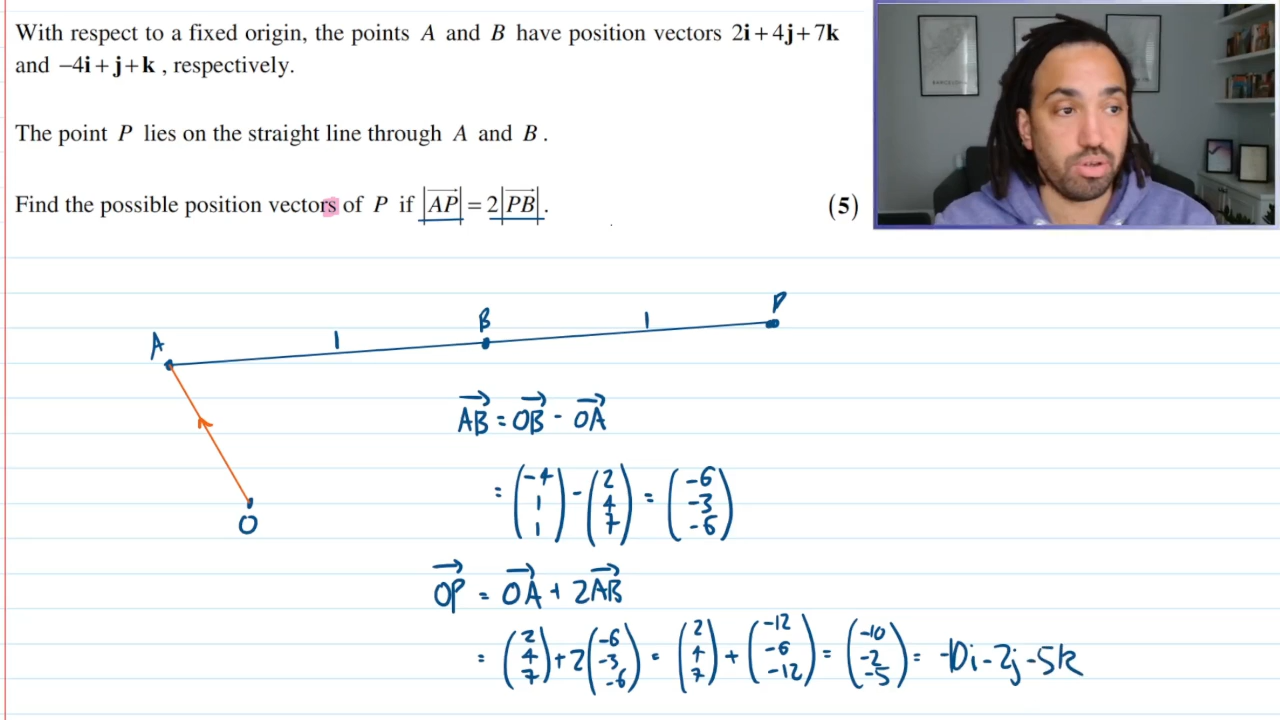 With respect to a fixed origin, the points A and B have position vectors 2i+4j+7k
and −4i+j+k , respectively.
The point P lies on the straight line through A and B.
Find the possible position vectors of P if |AP⃗| = 2|PB⃗|.
(5)
BARCELONA
A 1 B 1 P
O
AB⃗ = OB⃗ - OA⃗
= (-4 1 1) - (2 4 7) = (-6 -3 -6)
OP⃗ = OA⃗ + 2AB⃗
= (2 4 7) + 2(-6 -3 -6) = (2 4 7) + (-12 -6 -12) = (-10 -2 -5) = -10i-2j-5k